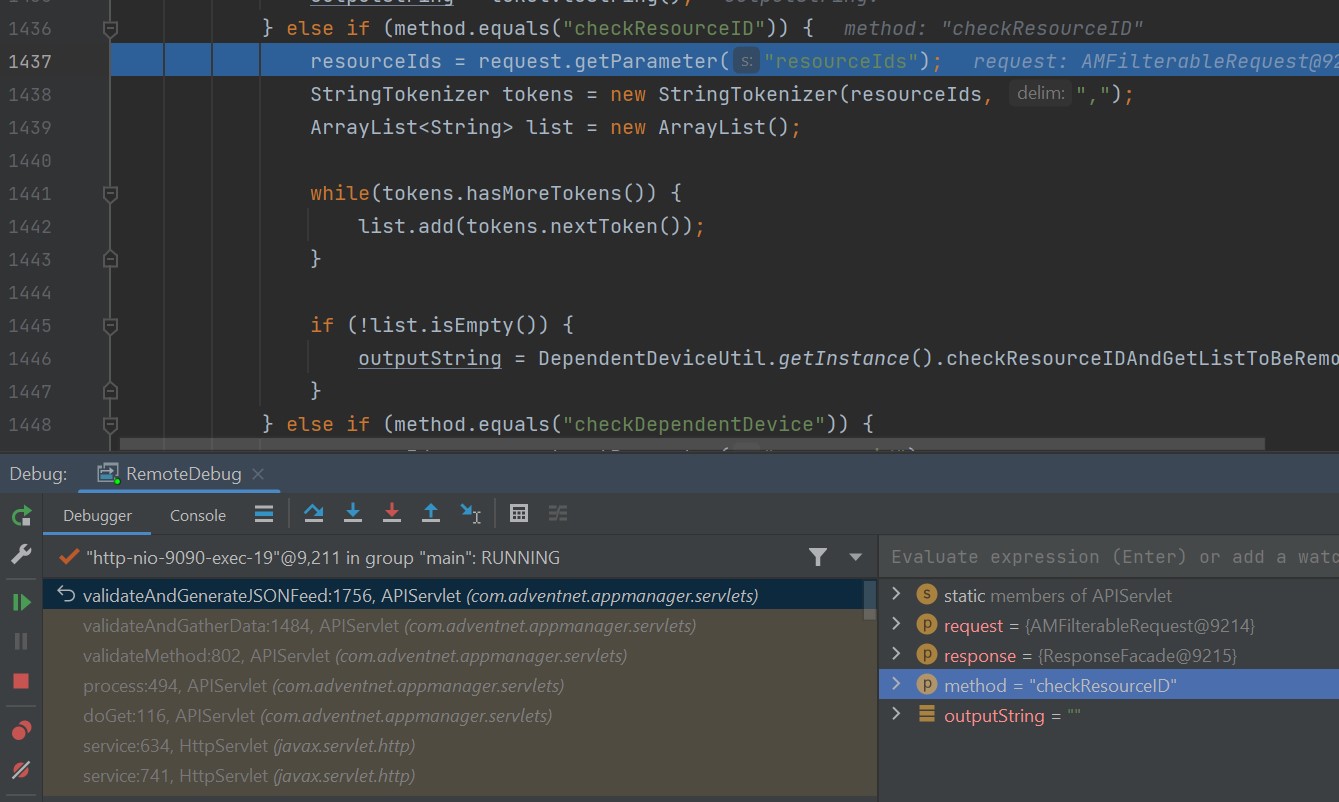 1436 } else if (method.equals("checkResourceID")) { method: "checkResourceID"
1437 resourceIds = request.getParameter( s: "resourceIds"); request: AMFilterableRequest@92
1438 StringTokenizer tokens = new StringTokenizer(resourceIds, delim: ",");
1439 ArrayList<String> list = new ArrayList();
1440
1441 while(tokens.hasMoreTokens()) {
1442 list.add(tokens.nextToken());
1443 }
1444
1445 if (!list.isEmpty()) {
1446 outputString = DependentDeviceUtil.getInstance().checkResourceIDAndGetListToBeRemo
1447 }
1448 } else if (method.equals("checkDependentDevice")) {
Debug: RemoteDebug
Debugger Console
"http-nio-9090-exec-19"@9,211 in group "main": RUNNING
Evaluate expression (Enter) or add a watc
validateAndGenerateJSONFeed:1756, APIServlet (com.adventnet.appmanager.servlets)
validateAndGatherData:1484, APIServlet (com.adventnet.appmanager.servlets)
validateMethod:802, APIServlet (com.adventnet.appmanager.servlets)
process:494, APIServlet (com.adventnet.appmanager.servlets)
doGet:116, APIServlet (com.adventnet.appmanager.servlets)
service:634, HttpServlet (javax.servlet.http)
service:741, HttpServlet (javax.servlet.http)
s static members of APIServlet
p request = {AMFilterableRequest@9214}
p response = {ResponseFacade@9215}
p method = "checkResourceID"
outputString = ""